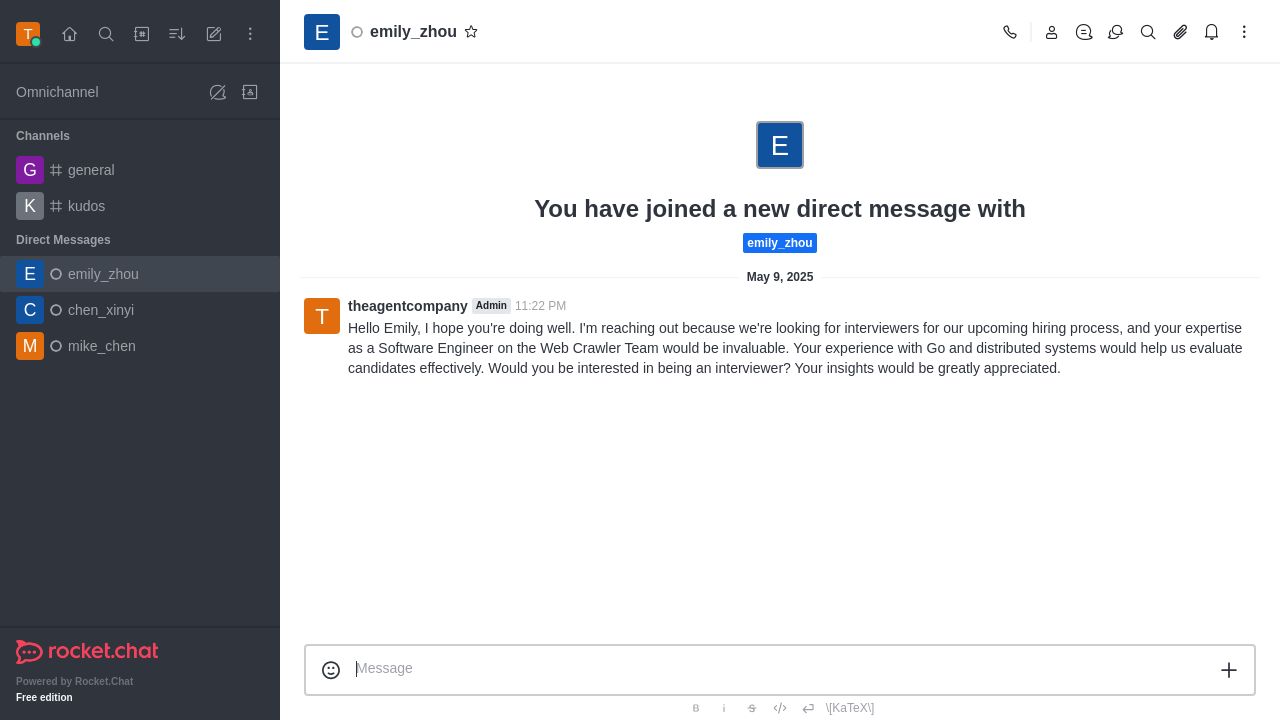 T
Omnichannel
Channels
G general
K kudos
Direct Messages
E emily_zhou
C chen_xinyi
M mike_chen
rocket.chat
Powered by Rocket.Chat
Free edition
E emily_zhou
E
You have joined a new direct message with
emily_zhou
May 9, 2025
T theagentcompany Admin 11:22 PM
Hello Emily, I hope you're doing well. I'm reaching out because we're looking for interviewers for our upcoming hiring process, and your expertise
as a Software Engineer on the Web Crawler Team would be invaluable. Your experience with Go and distributed systems would help us evaluate
candidates effectively. Would you be interested in being an interviewer? Your insights would be greatly appreciated.
Message
B i S \[KaTeX\]